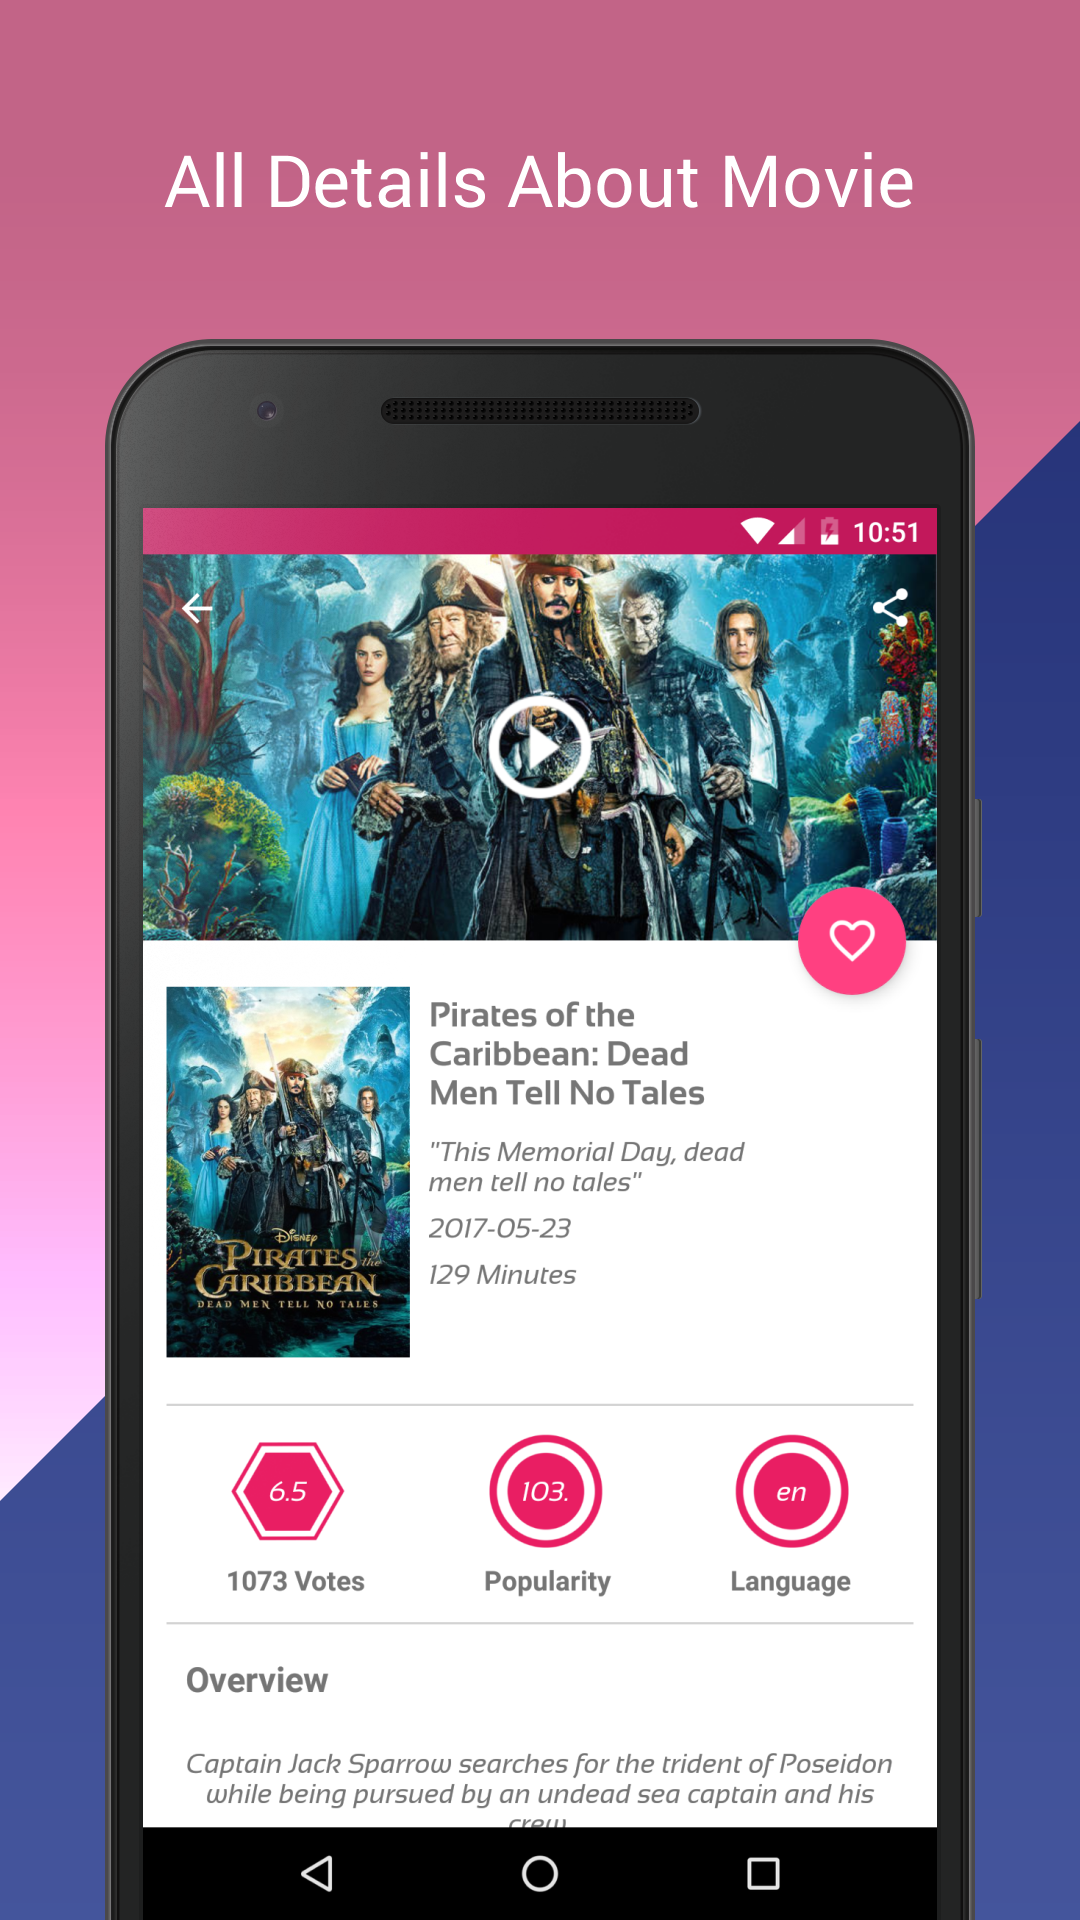 All Details About Movie
10:51
Pirates of the
Caribbean: Dead
Men Tell No Tales
"This Memorial Day, dead
men tell no tales"
2017-05-23
129 Minutes
Disney
PIRATES of the
CARIBBEAN
DEAD MEN TELL NO TALES
6.5
103.
en
1073 Votes
Popularity
Language
Overview
Captain Jack Sparrow searches for the trident of Poseidon
while being pursued by an undead sea captain and his
crew